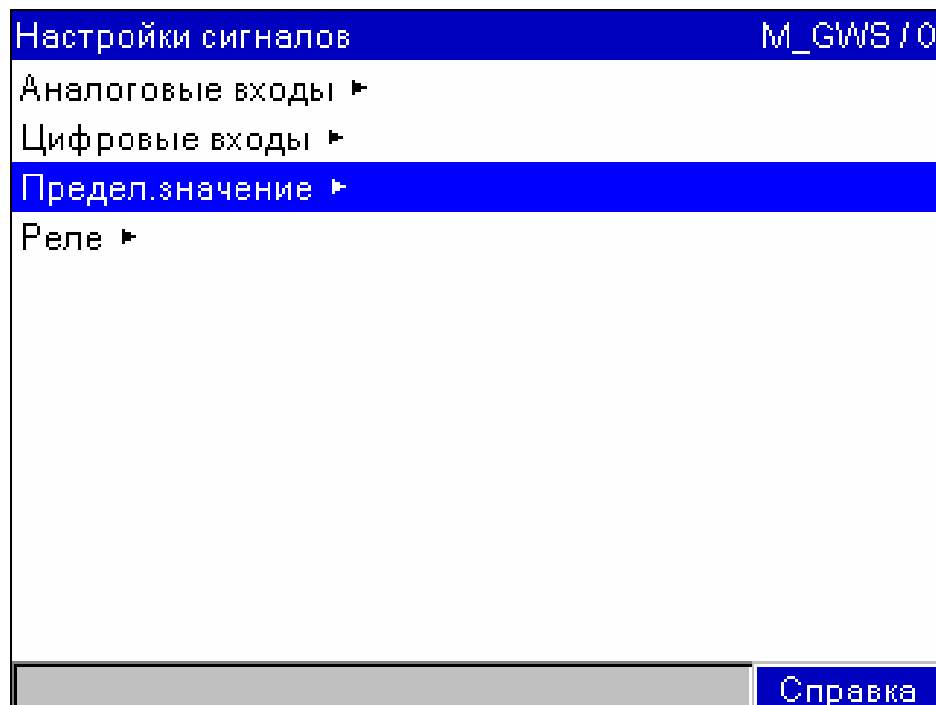 Настройки сигналов M_GWS / 0
Аналоговые входы ►
Цифровые входы ►
Предел.значение ►
Реле ►
Справка